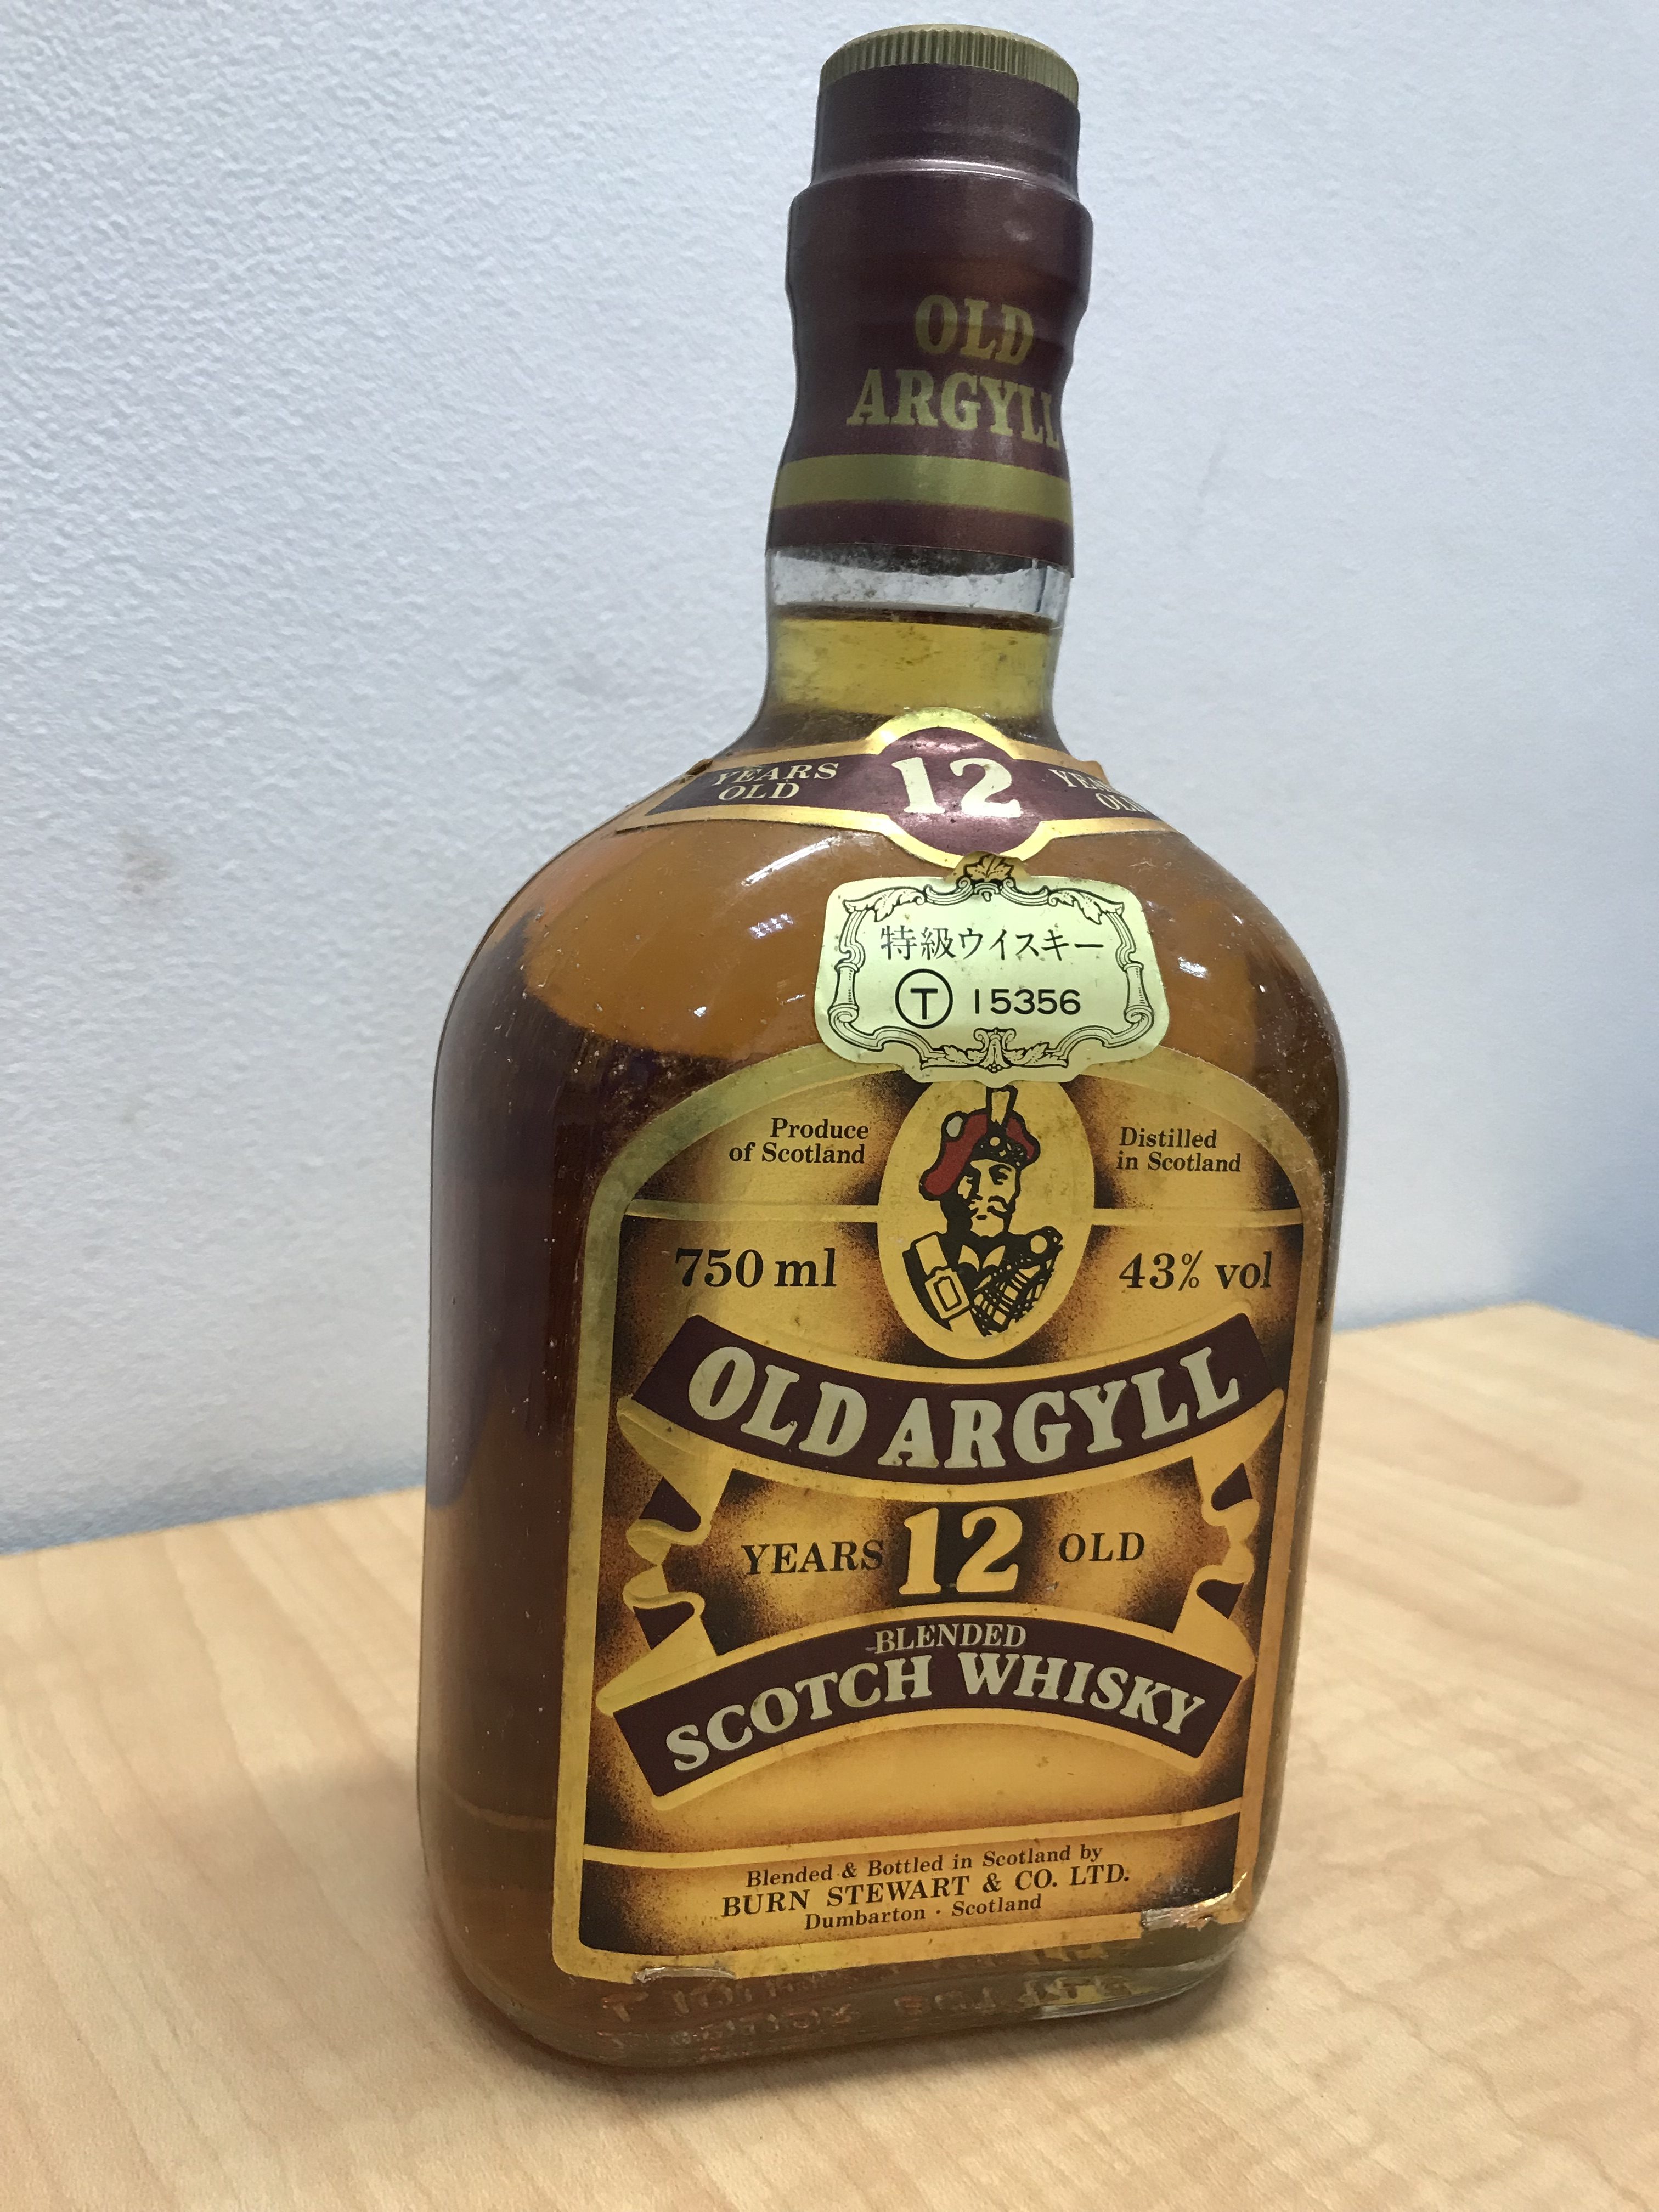 OLD
ARGYLL
YEARS
OLD
12
特級ウイスキー
Ⓣ 15356
Produce
of Scotland
Distilled
in Scotland
750 ml
43% vol
OLD ARGYLL
YEARS 12 OLD
BLENDED
SCOTCH WHISKY
Blended & Bottled in Scotland by
BURN STEWART & CO. LTD.
Dumbarton · Scotland